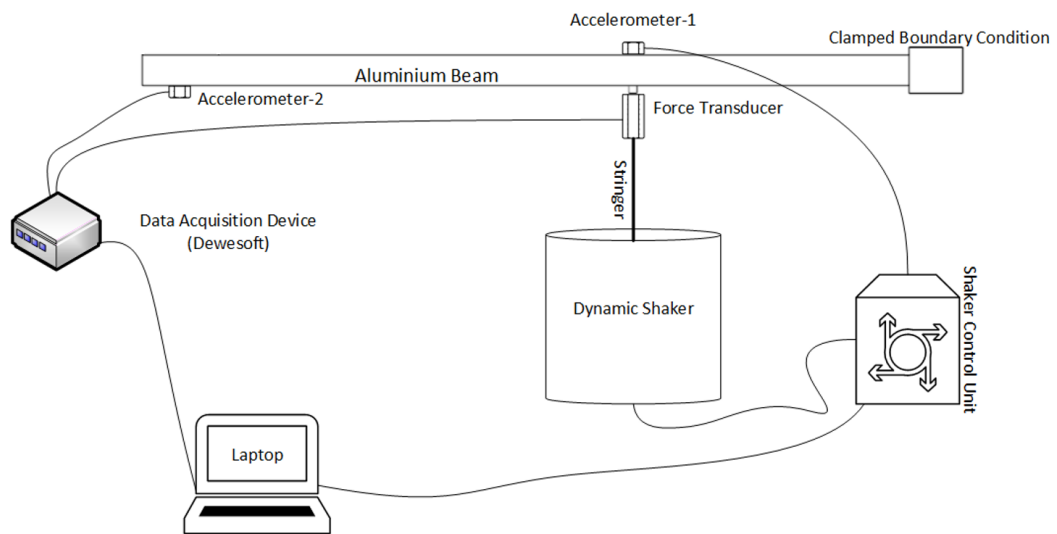 Accelerometer-1
Clamped Boundary Condition
Aluminium Beam
Accelerometer-2
Force Transducer
Stringer
Data Acquisition Device
(Dewesoft)
Dynamic Shaker
Shaker Control Unit
Laptop